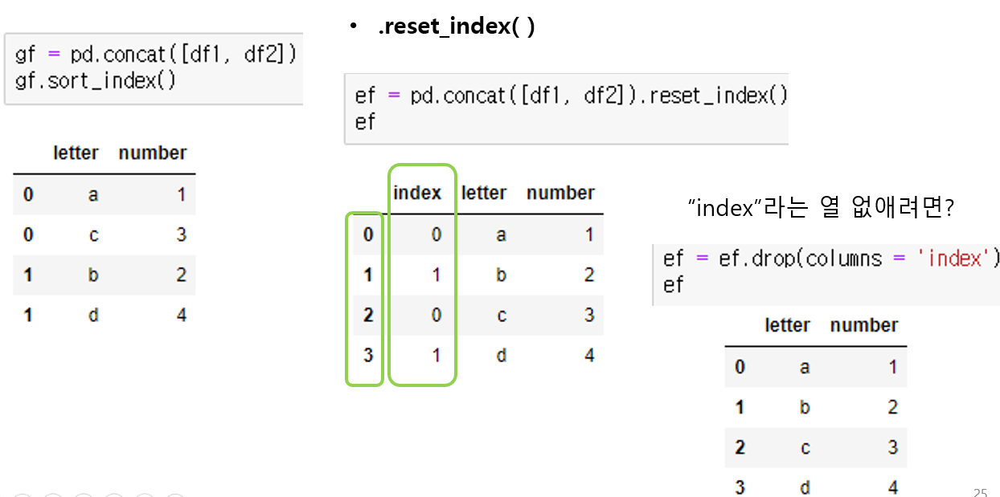 gf = pd.concat([df1, df2])
gf.sort_index()
letter number
0 a 1
0 c 3
1 b 2
1 d 4
• .reset_index( )
ef = pd.concat([df1, df2]).reset_index()
ef
index letter number
0 0 a 1
1 1 b 2
2 0 c 3
3 1 d 4
“index”라는 열 없애려면?
ef = ef.drop(columns = 'index')
ef
letter number
0 a 1
1 b 2
2 c 3
3 d 4
25